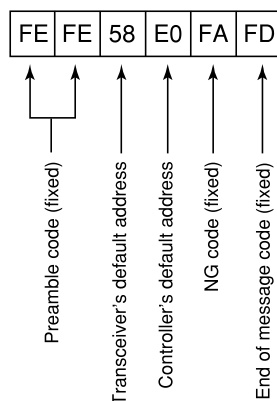 FE FE 58 E0 FA FD
Preamble code (fixed)
Transceiver's default address
Controller's default address
NG code (fixed)
End of message code (fixed)